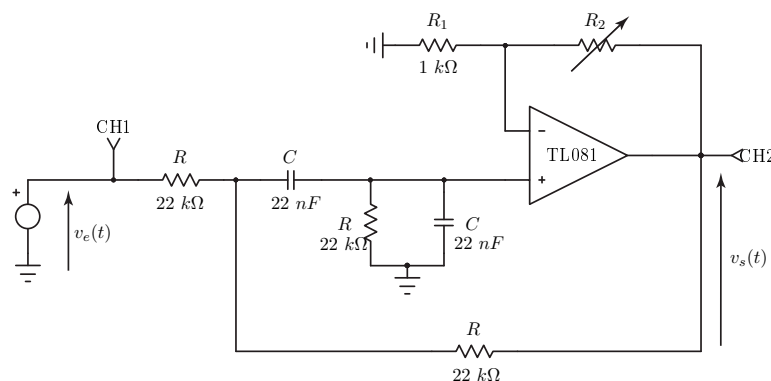 R₁
1 kΩ
R₂
CH1
R
22 kΩ
C
22 nF
−
TL081
+
CH2
+
vₑ(t)
R
22 kΩ
C
22 nF
vₛ(t)
R
22 kΩ